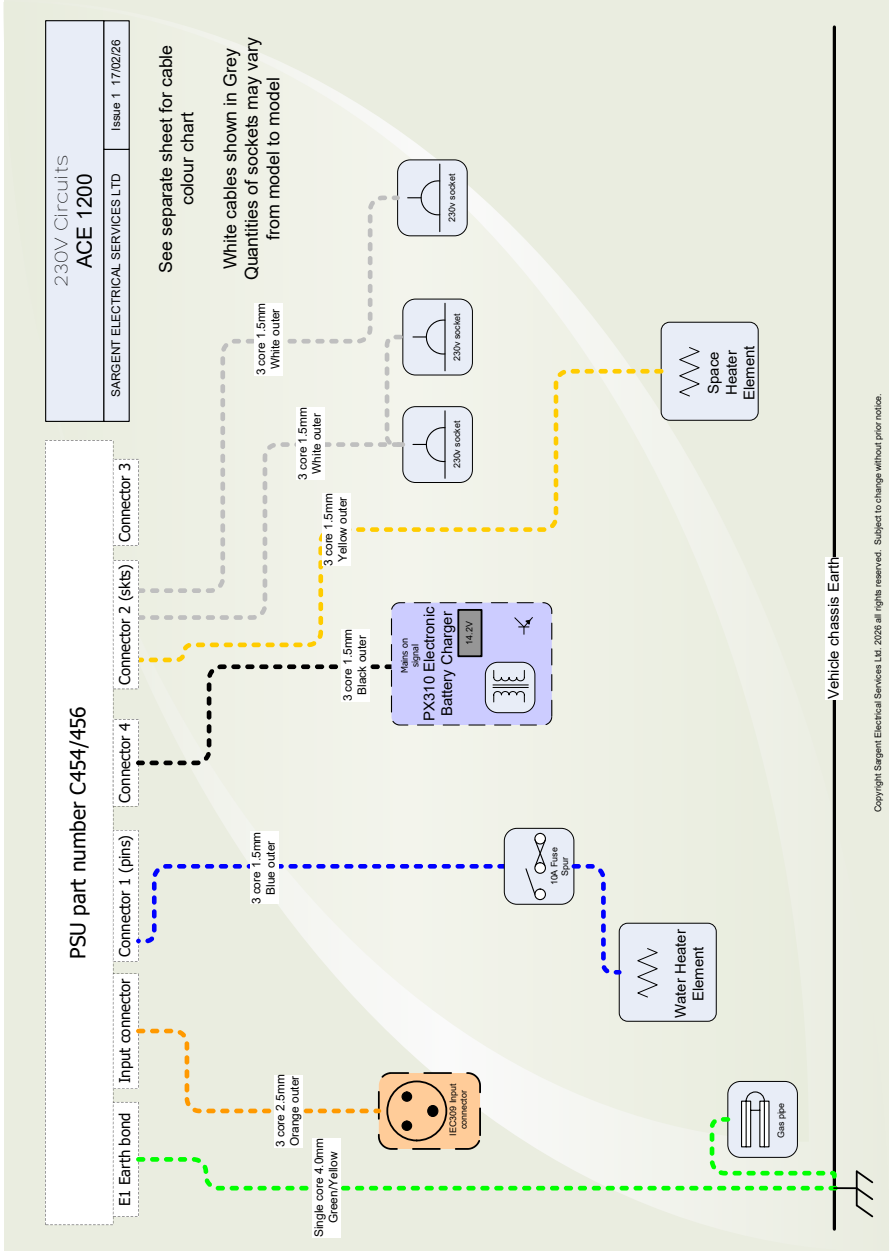 230V Circuits
ACE 1200
SARGENT ELECTRICAL SERVICES LTD
Issue 1 17/02/26
See separate sheet for cable
colour chart
White cables shown in Grey
Quantities of sockets may vary
from model to model
PSU part number C454/456
E1 Earth bond
Input connector
Connector 1 (pins)
Connector 4
Connector 2 (skts)
Connector 3
Single core 4.0mm
Green/Yellow
3 core 2.5mm
Orange outer
3 core 1.5mm
Blue outer
3 core 1.5mm
Black outer
3 core 1.5mm
Yellow outer
3 core 1.5mm
White outer
3 core 1.5mm
White outer
IEC309 Input
connector
10A Fuse
Spur
Water Heater
Element
Mains on
signal
PX310 Electronic
Battery Charger
14.2V
230v socket
230v socket
230v socket
Space
Heater
Element
Gas pipe
Vehicle chassis Earth
Copyright Sargent Electrical Services Ltd. 2026 all rights reserved. Subject to change without prior notice.